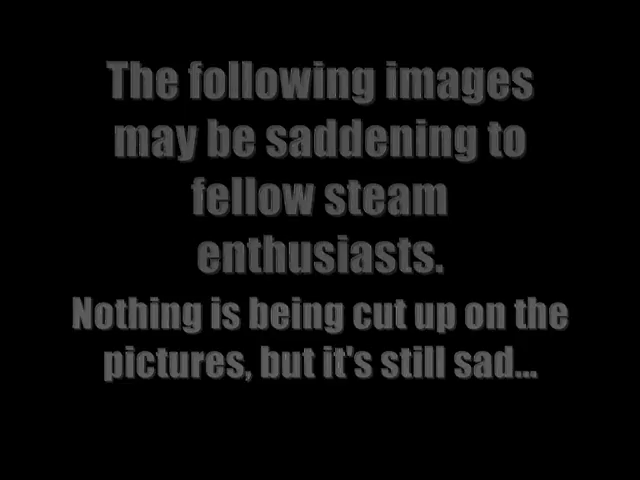 The following images
may be saddening to
fellow steam
enthusiasts.
Nothing is being cut up on the
pictures, but it's still sad...